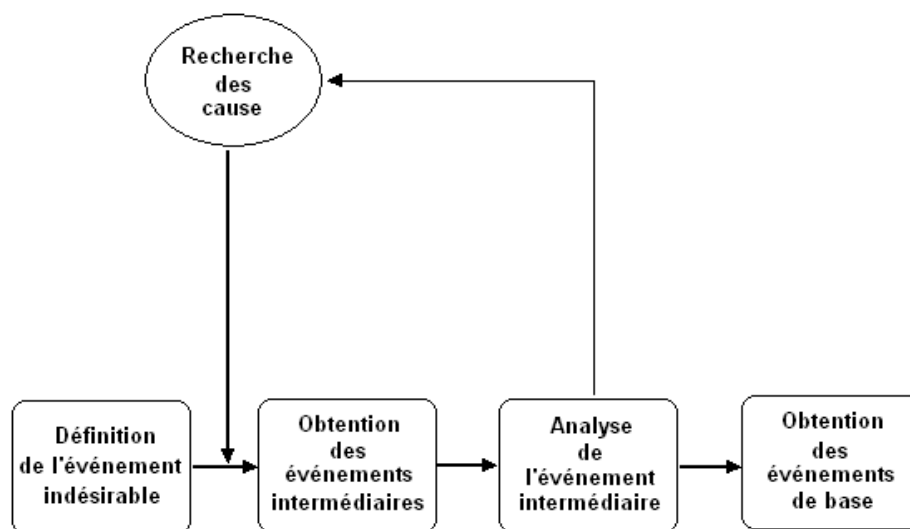 Recherche
des
cause
Définition
de l'événement
indésirable
Obtention
des
événements
intermédiaires
Analyse
de
l'événement
intermédiaire
Obtention
des
événements
de base